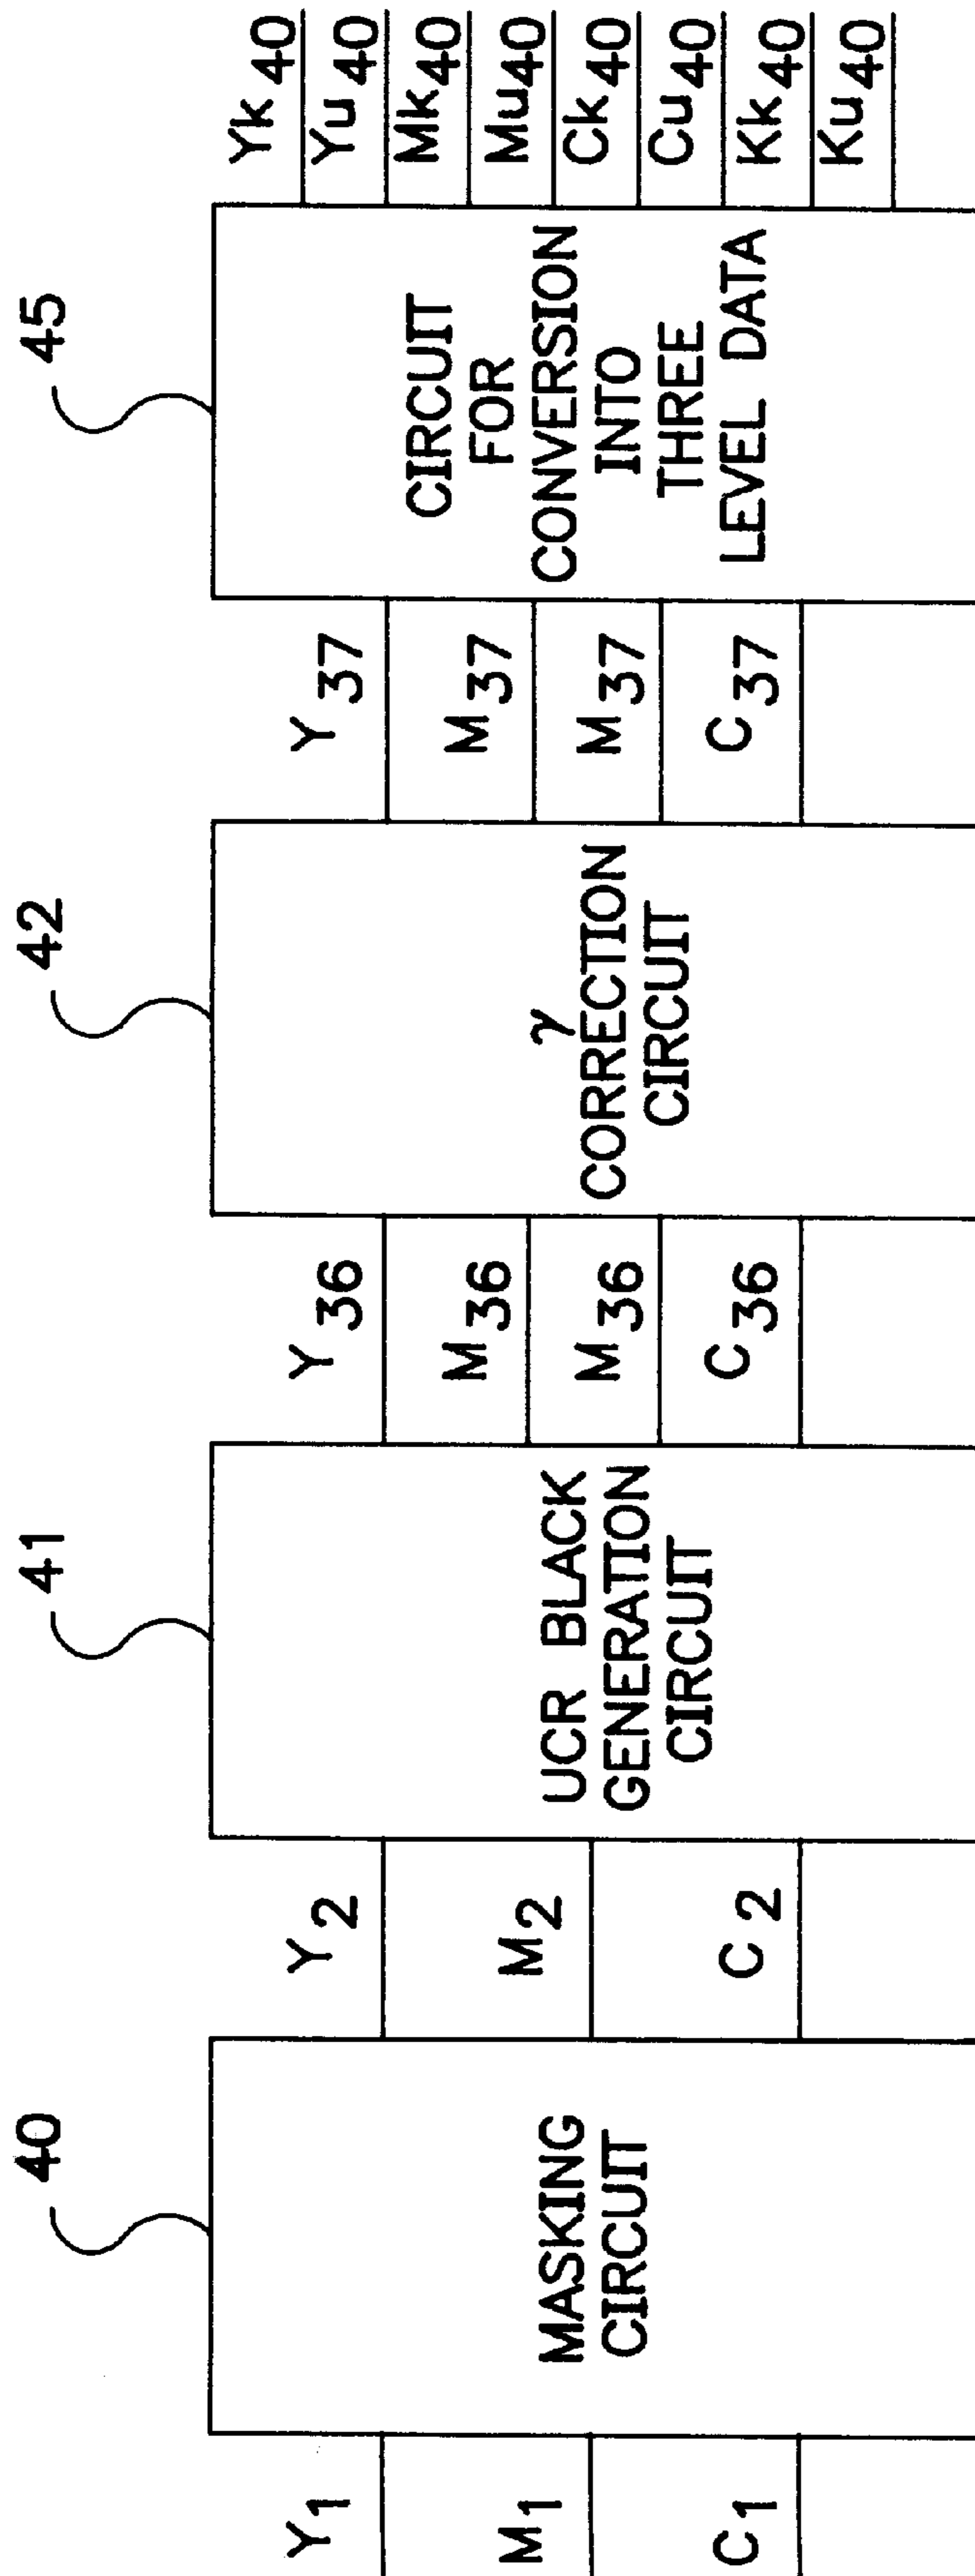 40
41
42
45
Y1
M1
C1
MASKING
CIRCUIT
Y2
M2
C2
UCR BLACK
GENERATION
CIRCUIT
Y36
M36
M36
C36
γ
CORRECTION
CIRCUIT
Y37
M37
M37
C37
CIRCUIT
FOR
CONVERSION
INTO
THREE
LEVEL DATA
Yk40
Yu40
Mk40
Mu40
Ck40
Cu40
Kk40
Ku40